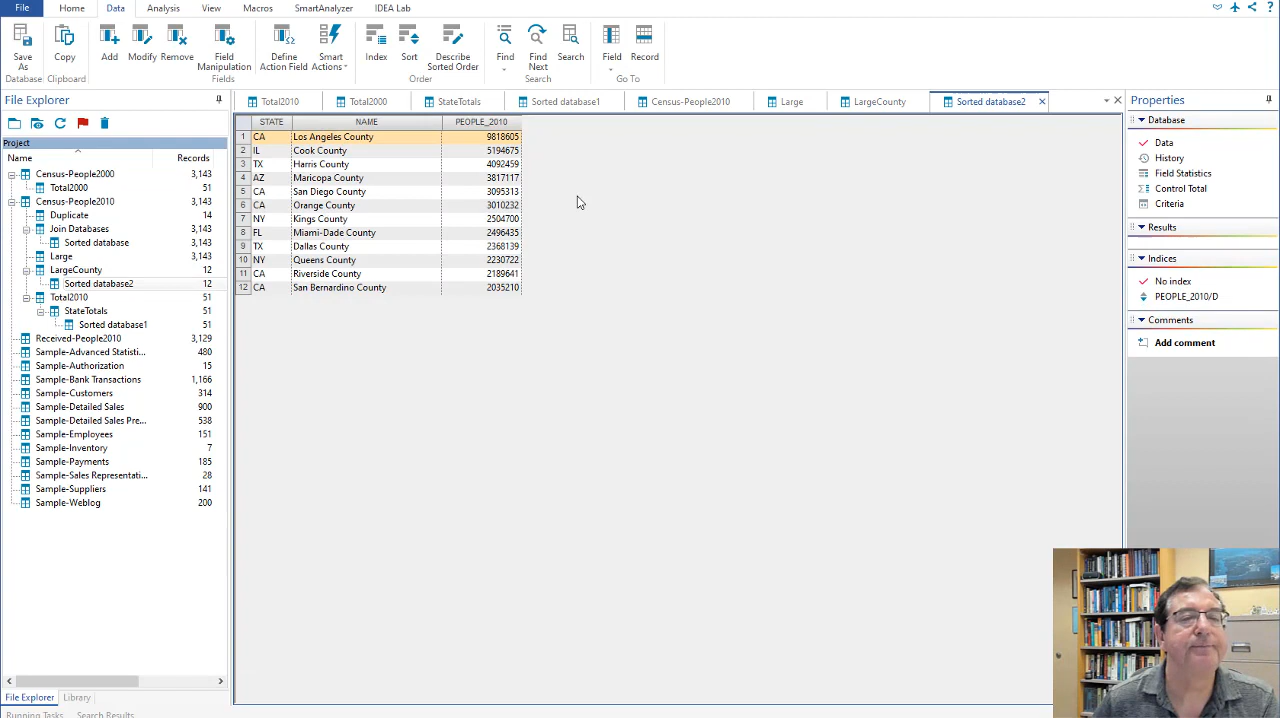 File Home Data Analysis View Macros SmartAnalyzer IDEA Lab
Save As Copy Add Modify Remove Field Manipulation Define Action Field Smart Actions Index Sort Describe Sorted Order Find Find Next Search Field Record
Database Clipboard Fields Order Search Go To
File Explorer
Total2010 Total2000 StateTotals Sorted database1 Census-People2010 Large LargeCounty Sorted database2
Properties
Project
Name Records
Census-People2000 3,143
Total2000 51
Census-People2010 3,143
Duplicate 14
Join Databases 3,143
Sorted database 3,143
Large 3,143
LargeCounty 12
Sorted database2 12
Total2010 51
StateTotals 51
Sorted database1 51
Received-People2010 3,129
Sample-Advanced Statisti... 480
Sample-Authorization 15
Sample-Bank Transactions 1,166
Sample-Customers 314
Sample-Detailed Sales 900
Sample-Detailed Sales Pre... 538
Sample-Employees 151
Sample-Inventory 7
Sample-Payments 185
Sample-Sales Representati... 28
Sample-Suppliers 141
Sample-Weblog 200
STATE NAME PEOPLE_2010
1 CA Los Angeles County 9818605
2 IL Cook County 5194675
3 TX Harris County 4092459
4 AZ Maricopa County 3817117
5 CA San Diego County 3095313
6 CA Orange County 3010232
7 NY Kings County 2504700
8 FL Miami-Dade County 2496435
9 TX Dallas County 2368139
10 NY Queens County 2230722
11 CA Riverside County 2189641
12 CA San Bernardino County 2035210
Database
Data
History
Field Statistics
Control Total
Criteria
Results
Indices
No index
PEOPLE_2010/D
Comments
Add comment
File Explorer Library
Running Tasks Search Results